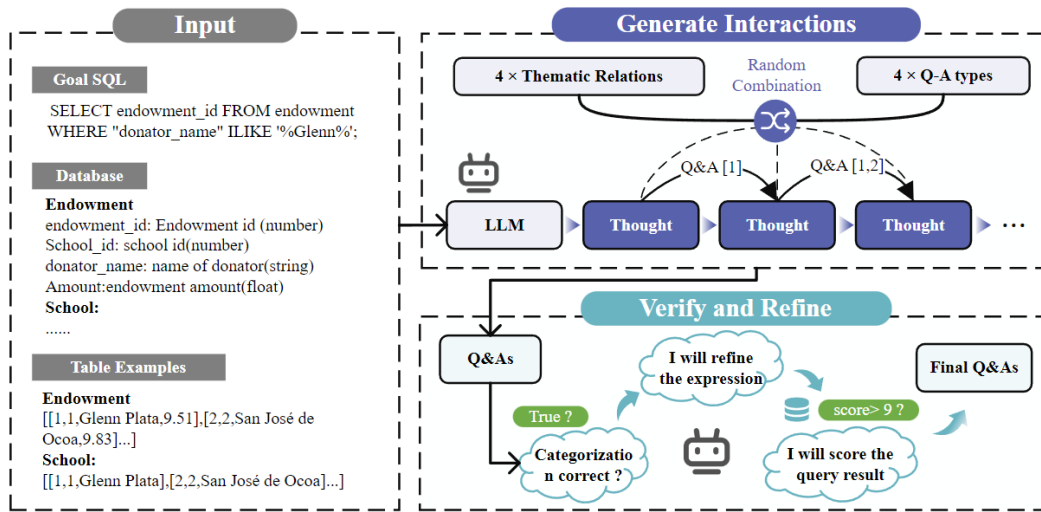 Input
Goal SQL
SELECT endowment_id FROM endowment
WHERE "donator_name" ILIKE '%Glenn%';
Database
Endowment
endowment_id: Endowment id (number)
School_id: school id(number)
donator_name: name of donator(string)
Amount:endowment amount(float)
School:
......
Table Examples
Endowment
[[1,1,Glenn Plata,9.51],[2,2,San José de
Ocoa,9.83]...]
School:
[[1,1,Glenn Plata],[2,2,San José de Ocoa]...]
Generate Interactions
4 × Thematic Relations
Random
Combination
4 × Q-A types
Q&A [1]
Q&A [1,2]
LLM
Thought
Thought
Thought
...
Verify and Refine
Q&As
I will refine
the expression
Final Q&As
True ?
score> 9 ?
Categorizatio
n correct ?
I will score the
query result